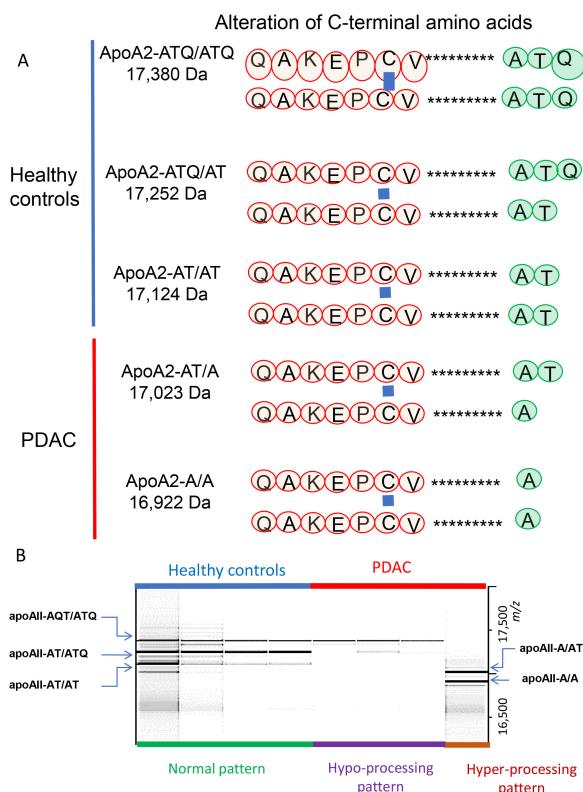 Alteration of C-terminal amino acids
A
ApoA2-ATQ/ATQ
17,380 Da
Q A K E P C V ********* A T Q
Q A K E P C V ********* A T Q
Healthy
controls
ApoA2-ATQ/AT
17,252 Da
Q A K E P C V ********* A T Q
Q A K E P C V ********* A T
ApoA2-AT/AT
17,124 Da
Q A K E P C V ********* A T
Q A K E P C V ********* A T
PDAC
ApoA2-AT/A
17,023 Da
Q A K E P C V ********* A T
Q A K E P C V ********* A
ApoA2-A/A
16,922 Da
Q A K E P C V ********* A
Q A K E P C V ********* A
B
Healthy controls PDAC
apoAII-AQT/ATQ
apoAII-AT/ATQ
apoAII-AT/AT
17,500 m/z
16,500
apoAII-A/AT
apoAII-A/A
Normal pattern
Hypo-processing
pattern
Hyper-processing
pattern